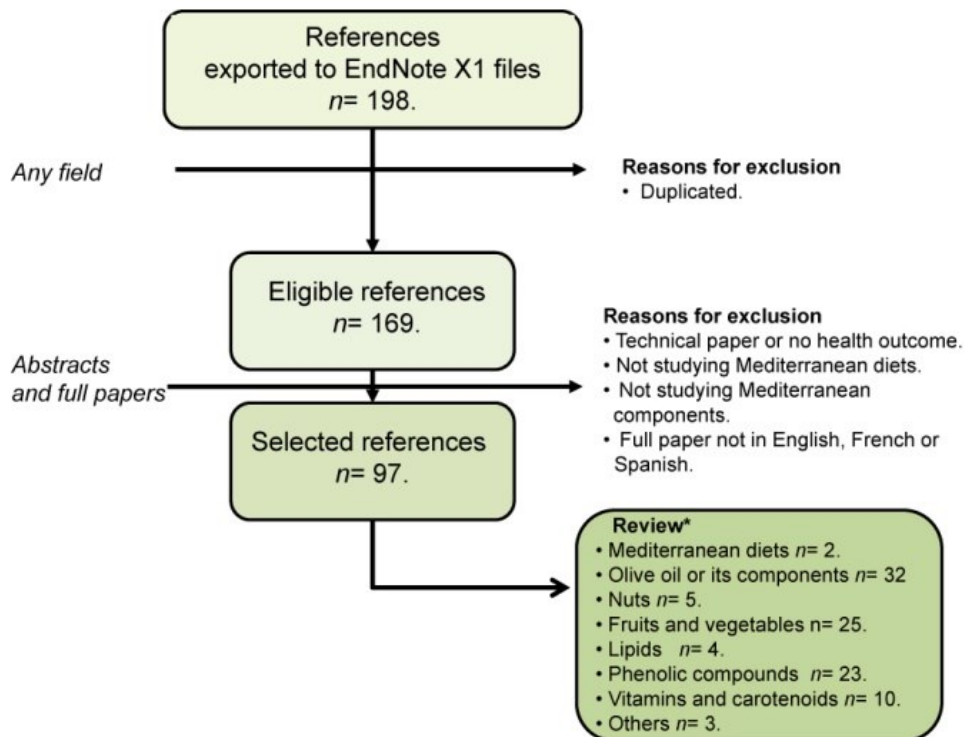 References
exported to EndNote X1 files
n= 198.
Any field
Reasons for exclusion
• Duplicated.
Eligible references
n= 169.
Abstracts
and full papers
Reasons for exclusion
• Technical paper or no health outcome.
• Not studying Mediterranean diets.
• Not studying Mediterranean
components.
• Full paper not in English, French or
Spanish.
Selected references
n= 97.
Review*
• Mediterranean diets n= 2.
• Olive oil or its components n= 32
• Nuts n= 5.
• Fruits and vegetables n= 25.
• Lipids n= 4.
• Phenolic compounds n= 23.
• Vitamins and carotenoids n= 10.
• Others n= 3.